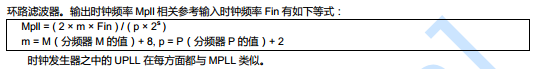 环路滤波器。输出时钟频率 Mpll 相关参考输入时钟频率 Fin 有如下等式：
Mpll = ( 2 × m × Fin ) / ( p × 2ˢ )
m = M（分频器 M 的值）+ 8, p = P（分频器 P 的值）+ 2
时钟发生器之中的 UPLL 在每方面都与 MPLL 类似。